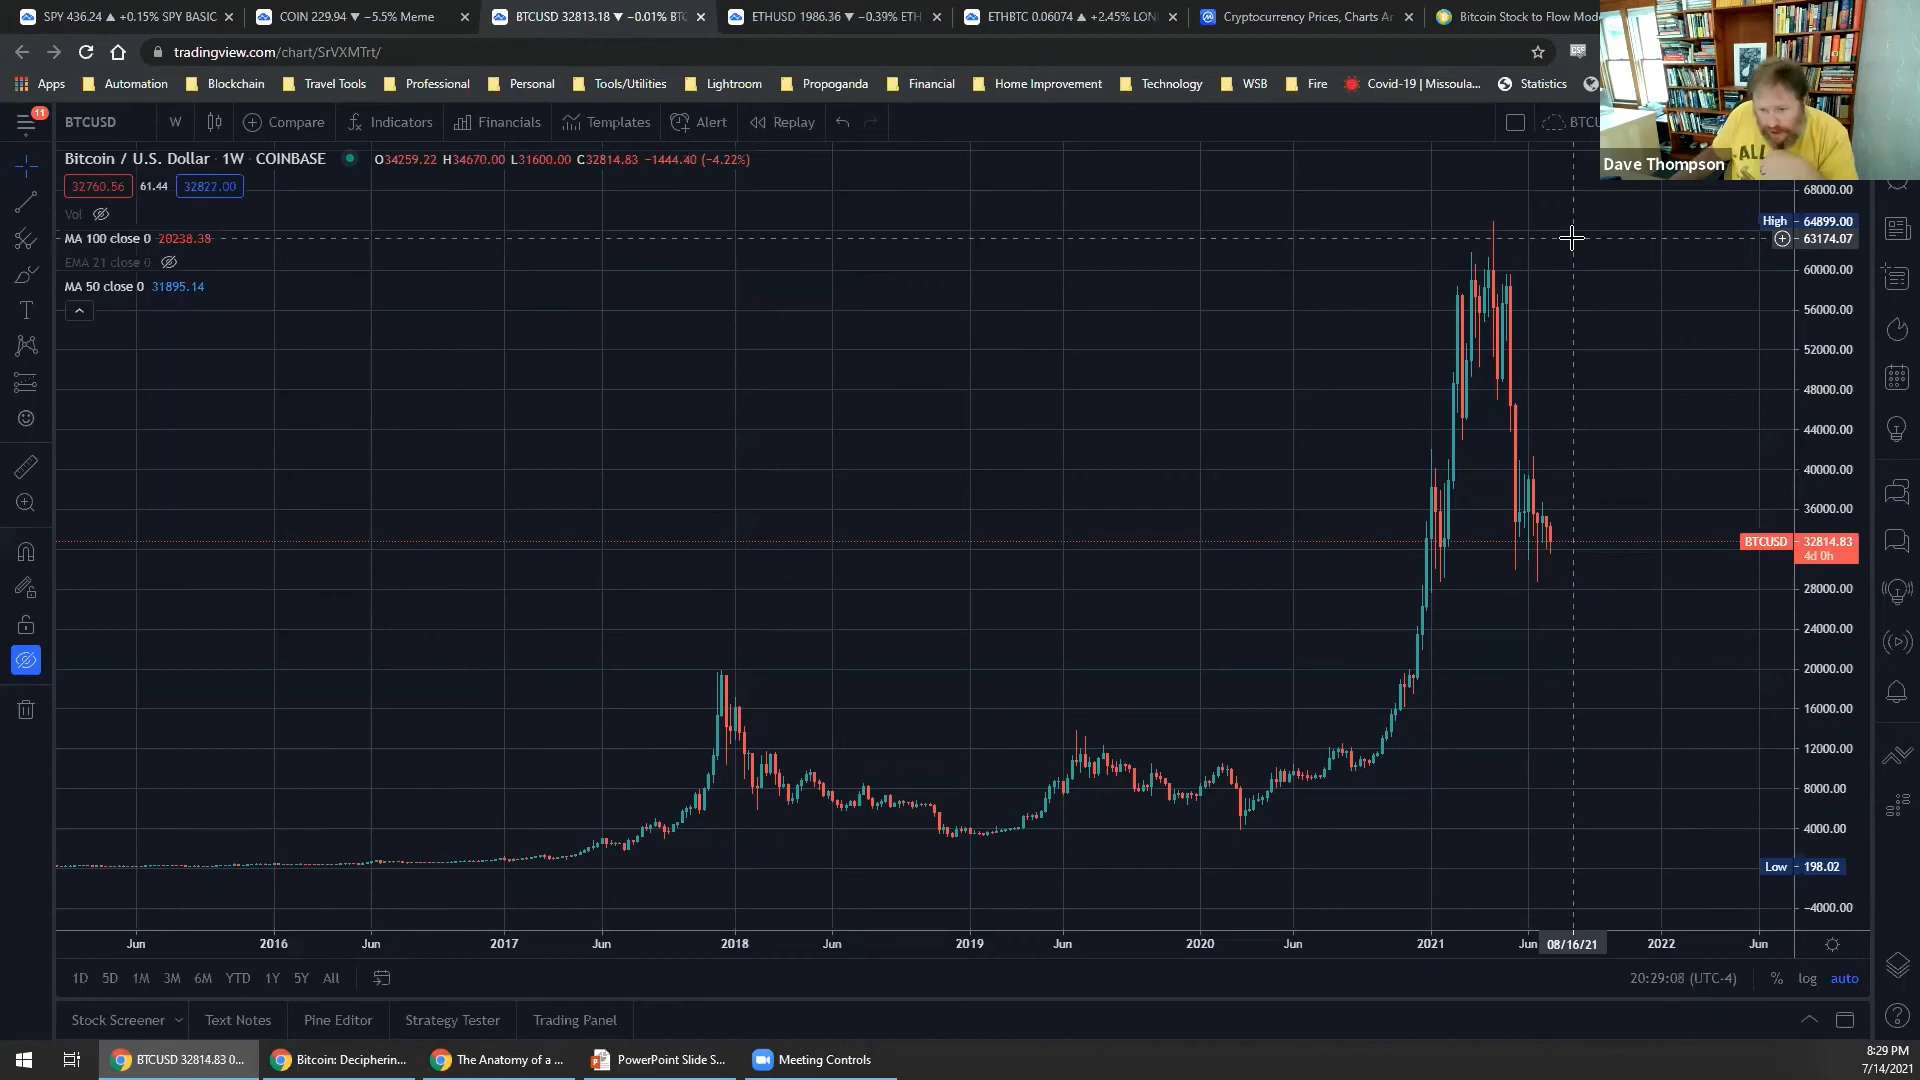 SPY 436.24 ▲ +0.15% SPY BASIC
COIN 229.94 ▼ −5.5% Meme
BTCUSD 32813.18 ▼ −0.01% BTC
ETHUSD 1986.36 ▼ −0.39% ETH
ETHBTC 0.06074 ▲ +2.45% LON
Cryptocurrency Prices, Charts An
Bitcoin Stock to Flow Mod
tradingview.com/chart/SrVXMTrt/
Apps
Automation
Blockchain
Travel Tools
Professional
Personal
Tools/Utilities
Lightroom
Propoganda
Financial
Home Improvement
Technology
WSB
Fire
Covid-19 | Missoula...
Statistics
11
BTCUSD
W
Compare
Indicators
Financials
Templates
Alert
Replay
BTCU
ALL
Dave Thompson
Bitcoin / U.S. Dollar · 1W · COINBASE
O34259.22 H34670.00 L31600.00 C32814.83 −1444.40 (−4.22%)
32760.56 61.44 32822.00
Vol
MA 100 close 0 20238.38
EMA 21 close 0
MA 50 close 0 31895.14
68000.00
High 64899.00
63174.07
60000.00
56000.00
52000.00
48000.00
44000.00
40000.00
36000.00
BTCUSD 32814.83
4d 0h
28000.00
24000.00
20000.00
16000.00
12000.00
8000.00
4000.00
Low 198.02
−4000.00
Jun 2016 Jun 2017 Jun 2018 Jun 2019 Jun 2020 Jun 2021 Jun 08/16/21 2022 Jun
1D 5D 1M 3M 6M YTD 1Y 5Y All
20:29:08 (UTC-4) % log auto
Stock Screener Text Notes Pine Editor Strategy Tester Trading Panel
BTCUSD 32814.83 0...
Bitcoin: Decipherin...
The Anatomy of a ...
PowerPoint Slide S...
Meeting Controls
8:29 PM
7/14/2021